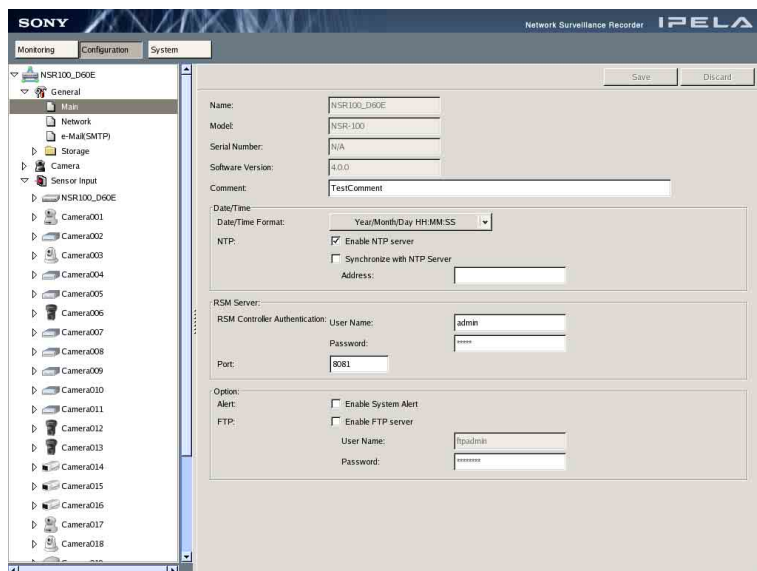 SONY
Network Surveillance Recorder IPELA
Monitoring Configuration System
NSR100_D60E
General
Main
Network
e-Mail(SMTP)
Storage
Camera
Sensor Input
NSR100_D60E
Camera001
Camera002
Camera003
Camera004
Camera005
Camera006
Camera007
Camera008
Camera009
Camera010
Camera011
Camera012
Camera013
Camera014
Camera015
Camera016
Camera017
Camera018
Save Discard
Name: NSR100_D60E
Model: NSR-100
Serial Number: N/A
Software Version: 4.0.0
Comment: TestComment
Date/Time
Date/Time Format: Year/Month/Day HH:MM:SS
NTP: Enable NTP server
Synchronize with NTP Server
Address:
RSM Server:
RSM Controller Authentication: User Name: admin
Password: *****
Port: 8081
Option:
Alert: Enable System Alert
FTP: Enable FTP server
User Name: ftpadmin
Password: ********